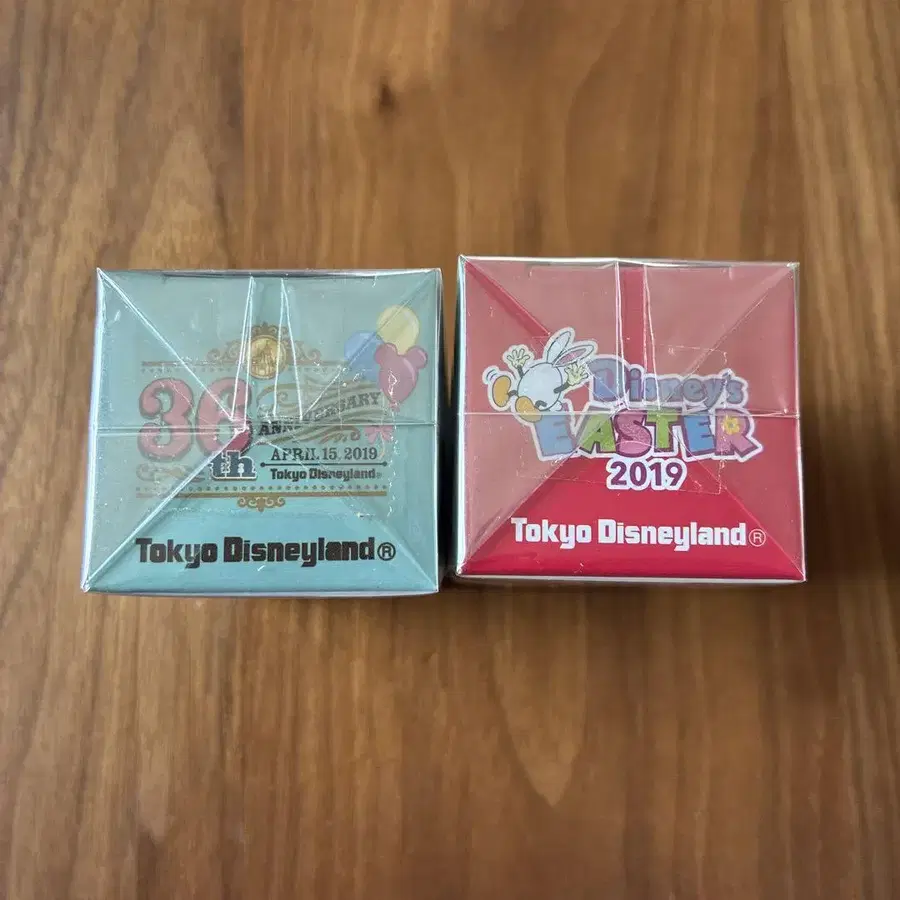 36th
ANNIVERSARY
APRIL 15, 2019
Tokyo Disneyland®
Tokyo Disneyland®
Disney's
EASTER
2019
Tokyo Disneyland®